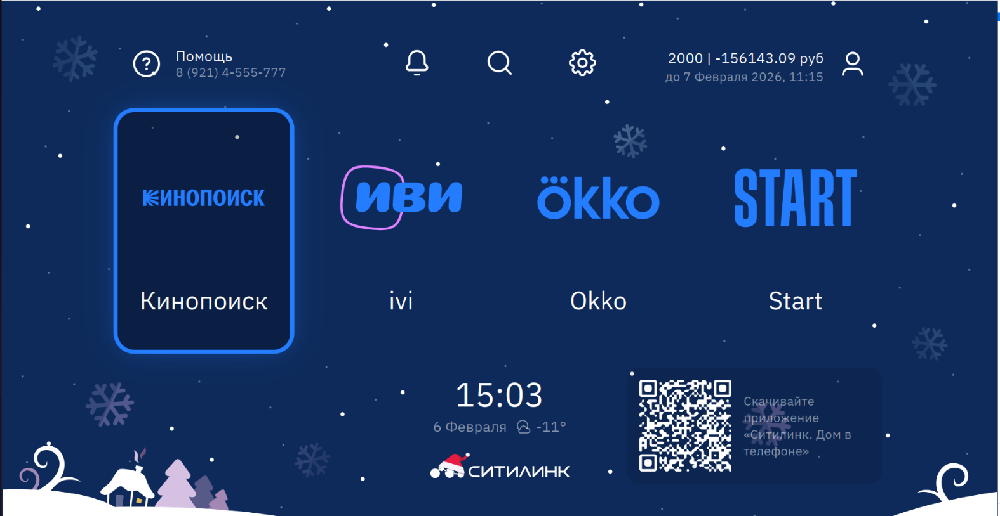 Помощь
8 (921) 4-555-777
2000 | -156143.09 руб
до 7 Февраля 2026, 11:15
КИНОПОИСК
иви
okko
START
Кинопоиск
ivi
Okko
Start
15:03
6 Февраля -11°
СИТИЛИНК
Скачивайте
приложение
«Ситилинк. Дом в
телефоне»